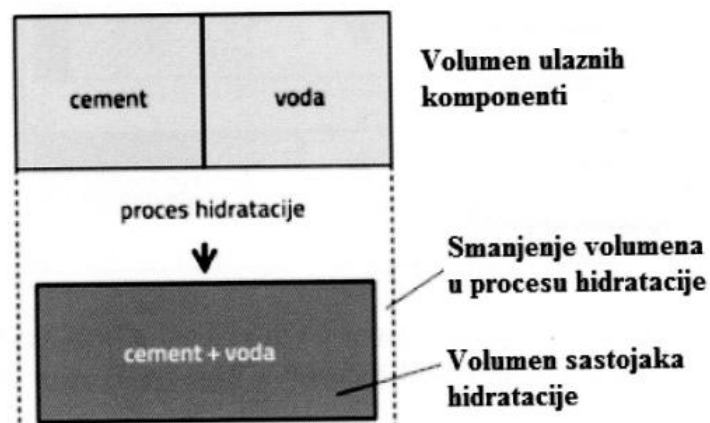 cement
voda
Volumen ulaznih
komponenti
proces hidratacije
Smanjenje volumena
u procesu hidratacije
cement + voda
Volumen sastojaka
hidratacije